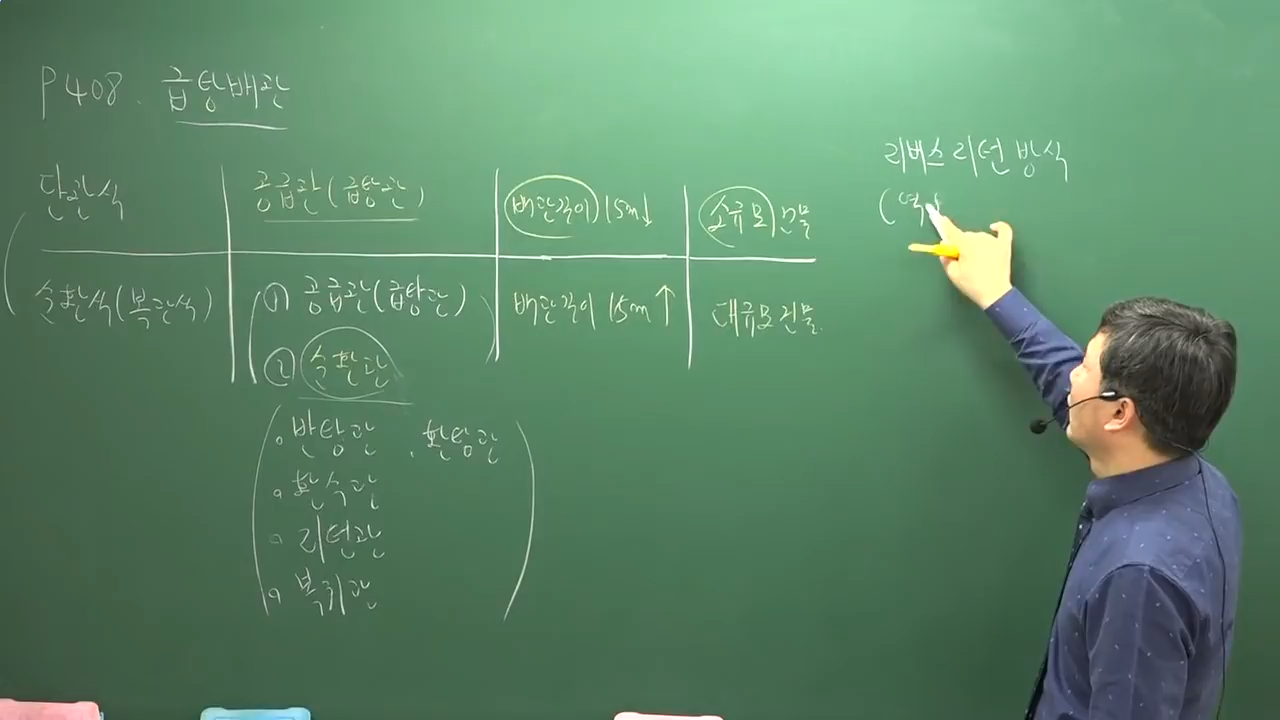 P408. 급탕배관
단관식 공급관(급탕관) 배관길이 15m↓ 소규모 건물
순환식(복관식) ① 공급관(급탕관) 배관길이 15m↑ 대규모 건물.
② 순환관
• 반탕관 . 환탕관
• 환수관
• 리턴관
• 복귀관
리버스리턴 방식
(역